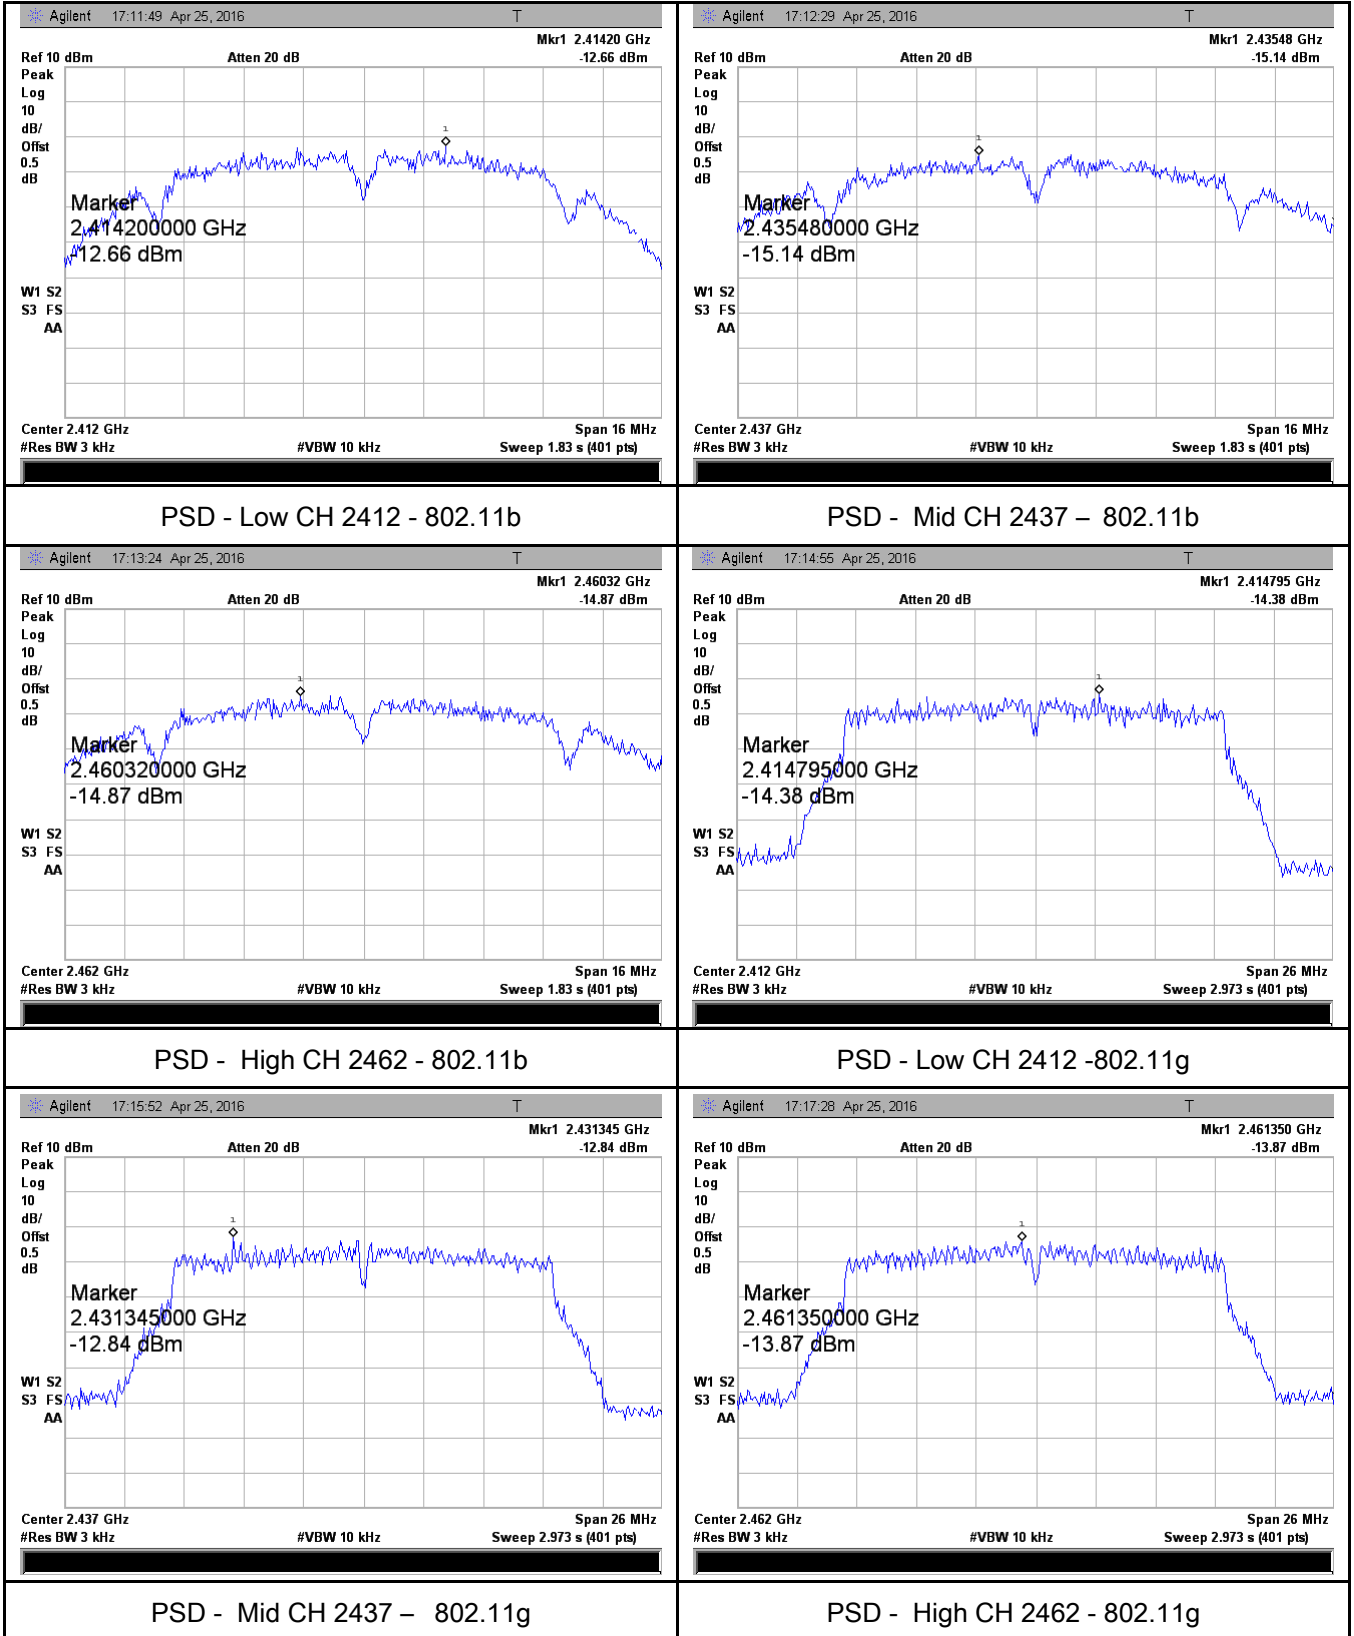 Agilent 17:11:49 Apr 25, 2016 T
Mkr1 2.41420 GHz
Ref 10 dBm Atten 20 dB -12.66 dBm
Peak
Log
10
dB/
Offst
0.5
dB
1
Marker
2.414200000 GHz
-12.66 dBm
W1 S2
S3 FS
AA
Center 2.412 GHz Span 16 MHz
#Res BW 3 kHz #VBW 10 kHz Sweep 1.83 s (401 pts)
PSD - Low CH 2412 - 802.11b
Agilent 17:12:29 Apr 25, 2016 T
Mkr1 2.43548 GHz
Ref 10 dBm Atten 20 dB -15.14 dBm
Peak
Log
10
dB/
Offst
0.5
dB
1
Marker
2.435480000 GHz
-15.14 dBm
W1 S2
S3 FS
AA
Center 2.437 GHz Span 16 MHz
#Res BW 3 kHz #VBW 10 kHz Sweep 1.83 s (401 pts)
PSD - Mid CH 2437 – 802.11b
Agilent 17:13:24 Apr 25, 2016 T
Mkr1 2.46032 GHz
Ref 10 dBm Atten 20 dB -14.87 dBm
Peak
Log
10
dB/
Offst
0.5
dB
1
Marker
2.460320000 GHz
-14.87 dBm
W1 S2
S3 FS
AA
Center 2.462 GHz Span 16 MHz
#Res BW 3 kHz #VBW 10 kHz Sweep 1.83 s (401 pts)
PSD - High CH 2462 - 802.11b
Agilent 17:14:55 Apr 25, 2016 T
Mkr1 2.414795 GHz
Ref 10 dBm Atten 20 dB -14.38 dBm
Peak
Log
10
dB/
Offst
0.5
dB
1
Marker
2.414795000 GHz
-14.38 dBm
W1 S2
S3 FS
AA
Center 2.412 GHz Span 26 MHz
#Res BW 3 kHz #VBW 10 kHz Sweep 2.973 s (401 pts)
PSD - Low CH 2412 -802.11g
Agilent 17:15:52 Apr 25, 2016 T
Mkr1 2.431345 GHz
Ref 10 dBm Atten 20 dB -12.84 dBm
Peak
Log
10
dB/
Offst
0.5
dB
1
Marker
2.431345000 GHz
-12.84 dBm
W1 S2
S3 FS
AA
Center 2.437 GHz Span 26 MHz
#Res BW 3 kHz #VBW 10 kHz Sweep 2.973 s (401 pts)
PSD - Mid CH 2437 – 802.11g
Agilent 17:17:28 Apr 25, 2016 T
Mkr1 2.461350 GHz
Ref 10 dBm Atten 20 dB -13.87 dBm
Peak
Log
10
dB/
Offst
0.5
dB
1
Marker
2.461350000 GHz
-13.87 dBm
W1 S2
S3 FS
AA
Center 2.462 GHz Span 26 MHz
#Res BW 3 kHz #VBW 10 kHz Sweep 2.973 s (401 pts)
PSD - High CH 2462 - 802.11g